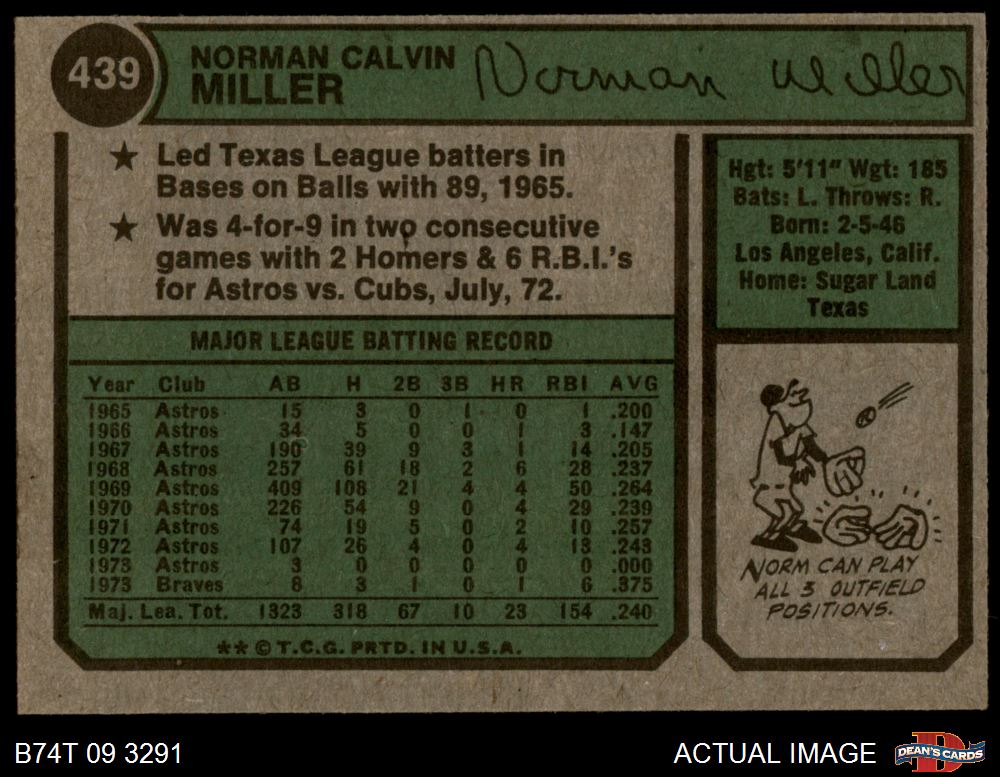 439
NORMAN CALVIN
MILLER
Norman Miller
★ Led Texas League batters in
Bases on Balls with 89, 1965.
★ Was 4-for-9 in two consecutive
games with 2 Homers & 6 R.B.I.'s
for Astros vs. Cubs, July, 72.
Hgt: 5'11" Wgt: 185
Bats: L. Throws: R.
Born: 2-5-46
Los Angeles, Calif.
Home: Sugar Land
Texas
MAJOR LEAGUE BATTING RECORD
Year Club AB H 2B 3B HR RBI AVG
1965 Astros 15 3 0 1 0 1 .200
1966 Astros 34 5 0 0 1 3 .147
1967 Astros 190 39 9 3 1 14 .205
1968 Astros 257 61 18 2 6 28 .237
1969 Astros 409 108 21 4 4 50 .264
1970 Astros 226 54 9 0 4 29 .239
1971 Astros 74 19 5 0 2 10 .257
1972 Astros 107 26 4 0 4 13 .243
1973 Astros 3 0 0 0 0 0 .000
1973 Braves 8 3 1 0 1 6 .375
Maj. Lea. Tot. 1323 318 67 10 23 154 .240
** © T.C.G. PRTD. IN U.S.A.
NORM CAN PLAY
ALL 3 OUTFIELD
POSITIONS.
B74T 09 3291
ACTUAL IMAGE
D
DEAN'S CARDS